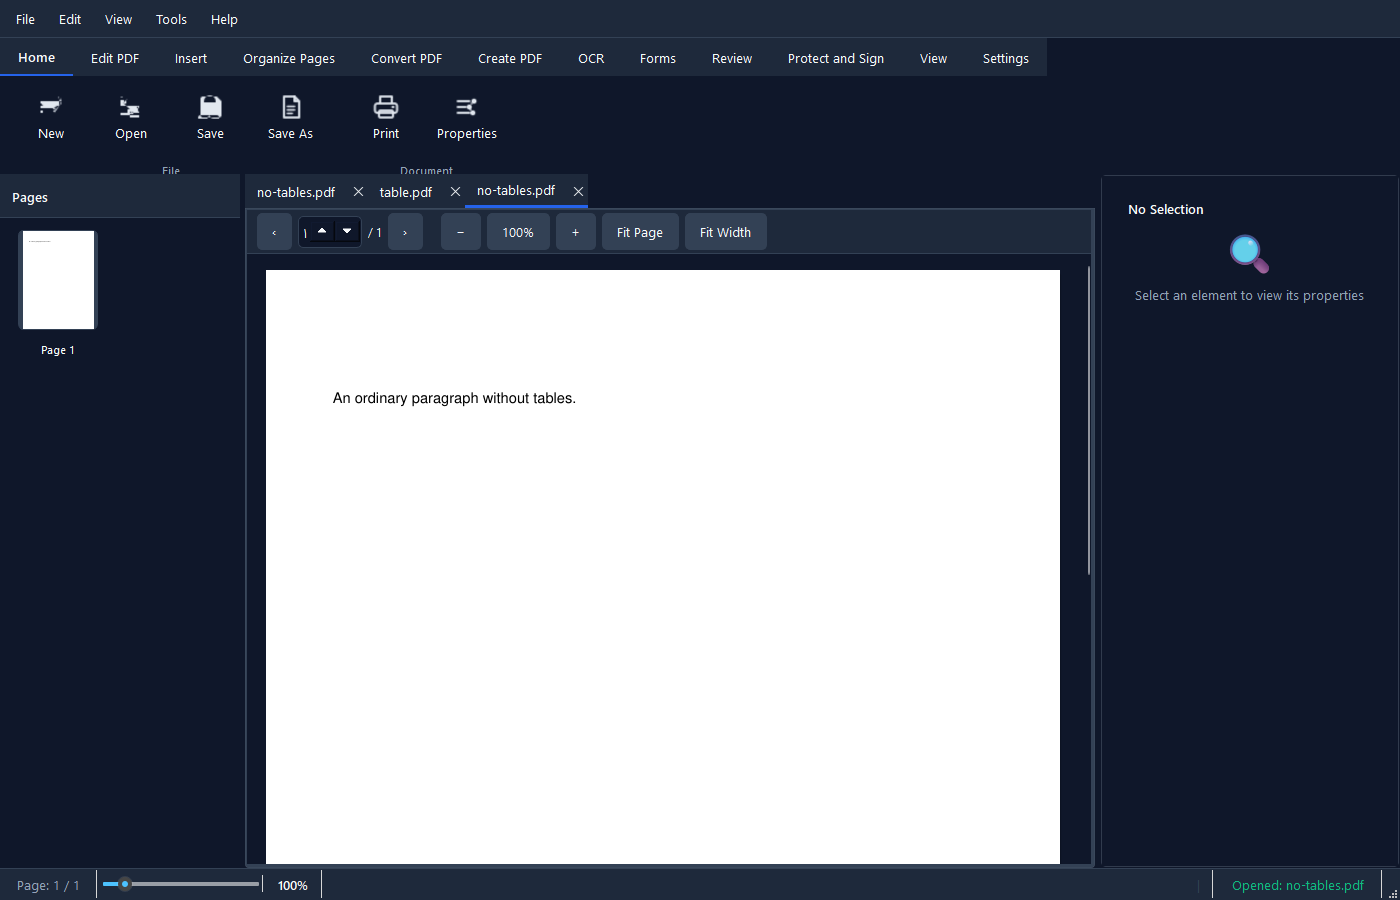 File Edit View Tools Help
Home Edit PDF Insert Organize Pages Convert PDF Create PDF OCR Forms Review Protect and Sign View Settings
New Open Save Save As Print Properties
File Document
Pages
no-tables.pdf table.pdf no-tables.pdf
‹ 1 / 1 › − 100% + Fit Page Fit Width
No Selection
Select an element to view its properties
An ordinary paragraph without tables.
Page 1
Page: 1 / 1 100% Opened: no-tables.pdf